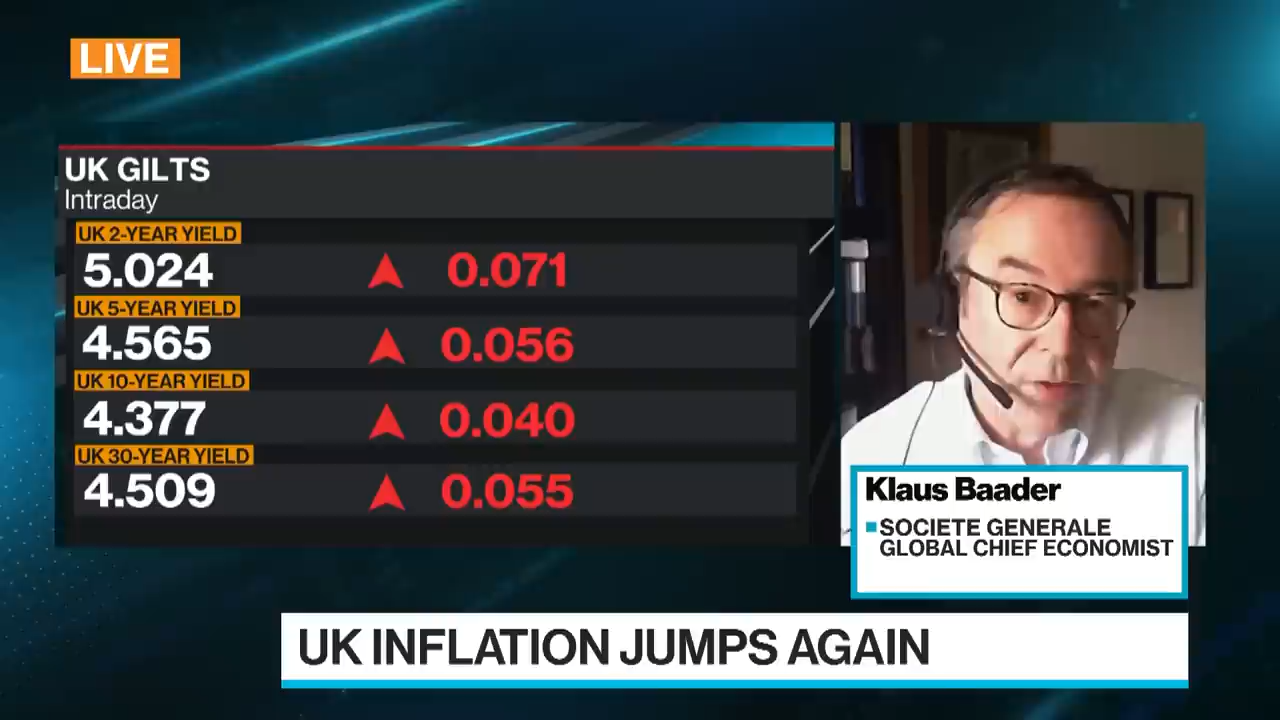 LIVE
UK GILTS
Intraday
UK 2-YEAR YIELD
5.024 0.071
UK 5-YEAR YIELD
4.565 0.056
UK 10-YEAR YIELD
4.377 0.040
UK 30-YEAR YIELD
4.509 0.055
Klaus Baader
SOCIETE GENERALE
GLOBAL CHIEF ECONOMIST
UK INFLATION JUMPS AGAIN